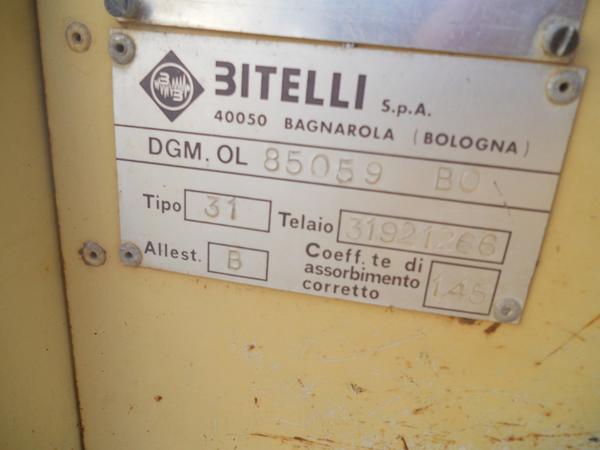 BITELLI S.p.A.
40050 BAGNAROLA (BOLOGNA)
DGM. OL 85059 BO
Tipo 31 Telaio 31921266
Allest. B Coeff. te di assorbimento corretto 1.45